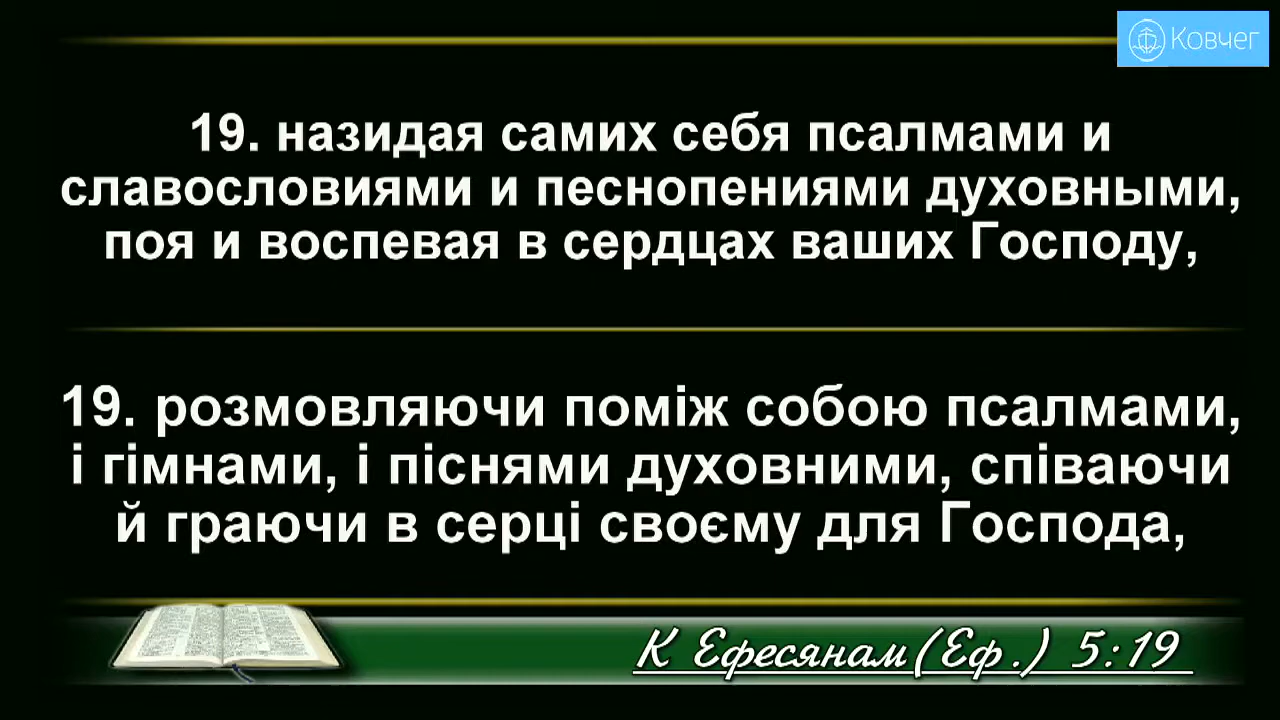 Ковчег
19. назидая самих себя псалмами и
славословиями и песнопениями духовными,
поя и воспевая в сердцах ваших Господу,
19. розмовляючи поміж собою псалмами,
і гімнами, і піснями духовними, співаючи
й граючи в серці своєму для Господа,
К Ефесянам(Еф.) 5:19